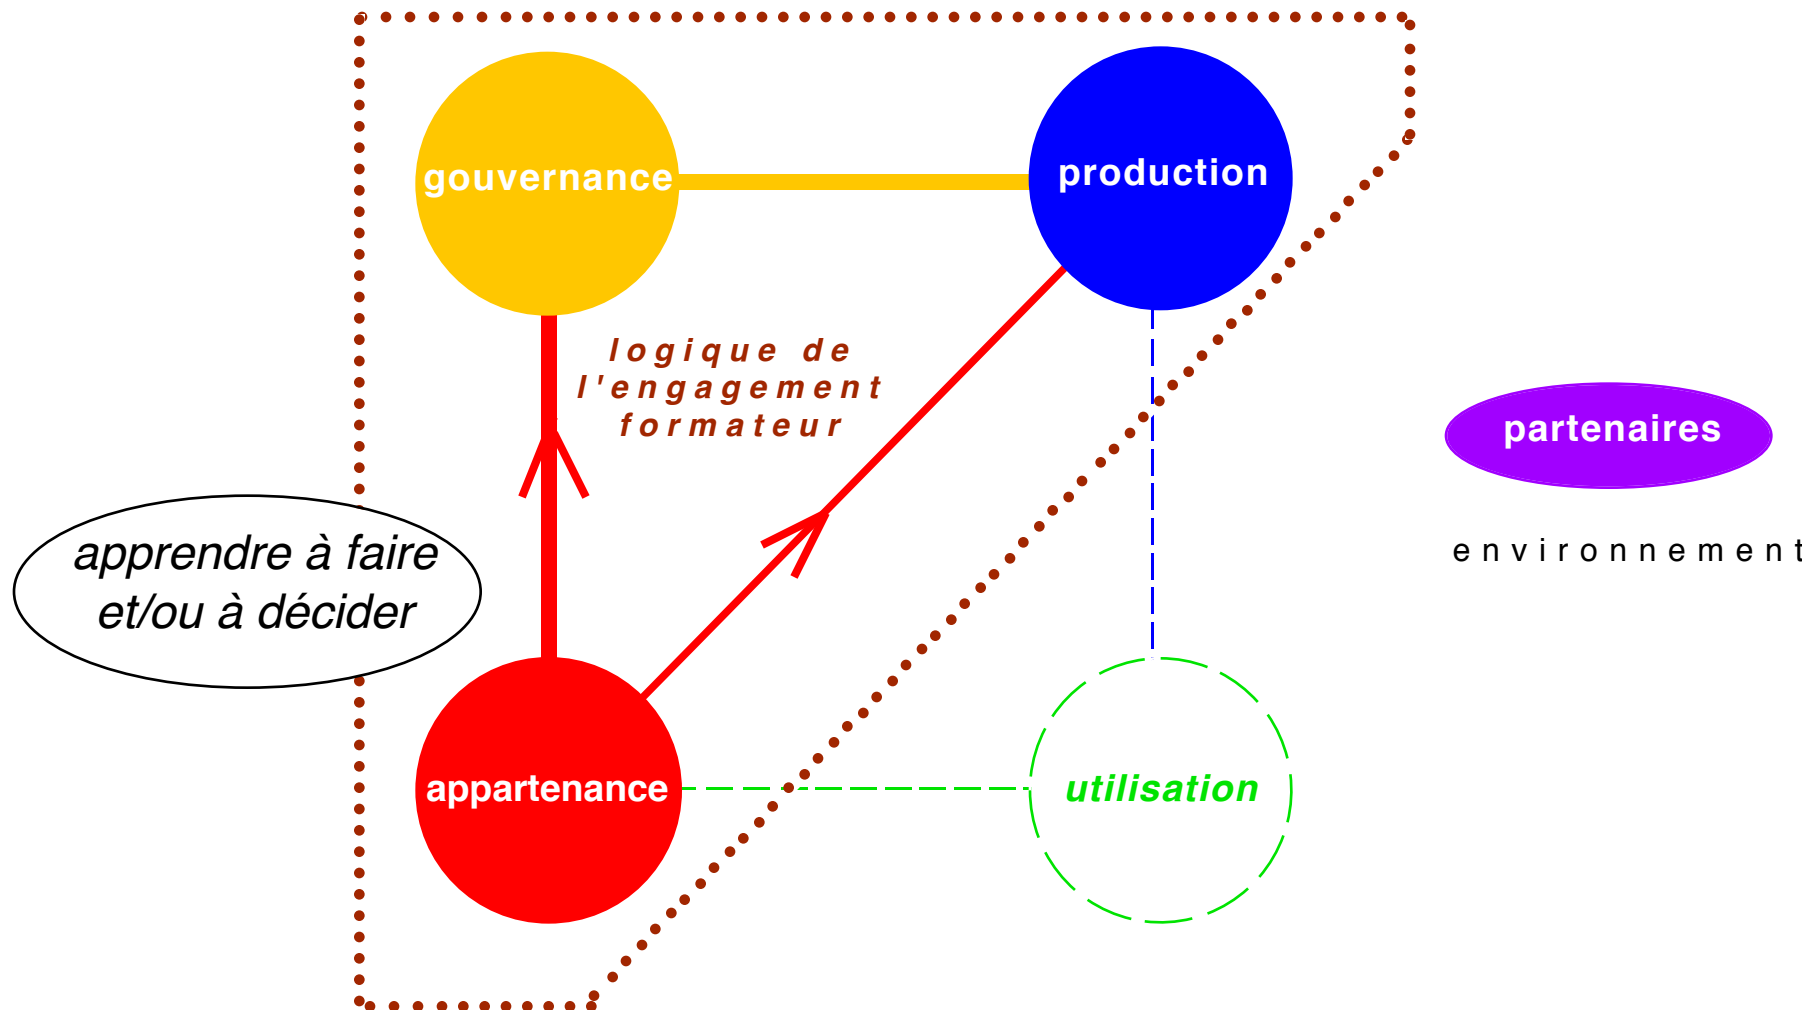 gouvernance
production
logique de
l'engagement
formateur
partenaires
apprendre à faire
et/ou à décider
environnement
appartenance
utilisation